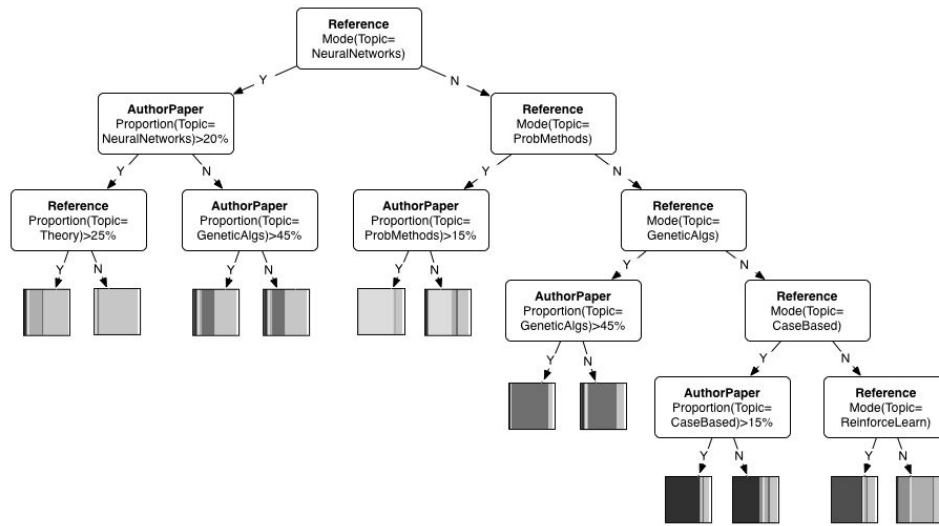 Reference
Mode(Topic=
NeuralNetworks)
Y
N
AuthorPaper
Proportion(Topic=
NeuralNetworks)>20%
Reference
Mode(Topic=
ProbMethods)
Y
N
Y
N
Reference
Proportion(Topic=
Theory)>25%
AuthorPaper
Proportion(Topic=
GeneticAlgs)>45%
AuthorPaper
Proportion(Topic=
ProbMethods)>15%
Reference
Mode(Topic=
GeneticAlgs)
Y
N
Y
N
Y
N
Y
N
AuthorPaper
Proportion(Topic=
GeneticAlgs)>45%
Reference
Mode(Topic=
CaseBased)
Y
N
Y
N
AuthorPaper
Proportion(Topic=
CaseBased)>15%
Reference
Mode(Topic=
ReinforceLearn)
Y
N
Y
N